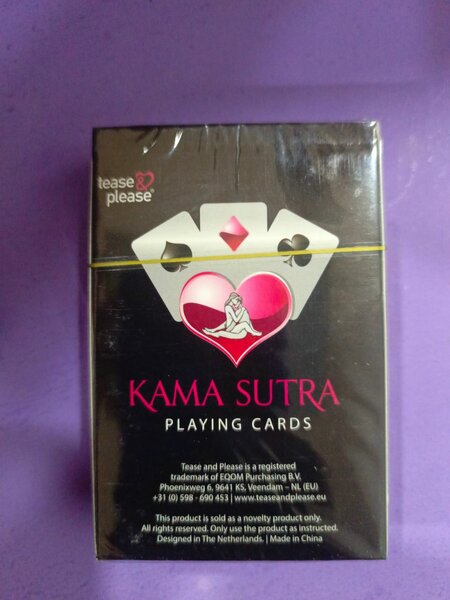 tease &
please®
KAMA SUTRA
PLAYING CARDS
Tease and Please is a registered
trademark of EQOM Purchasing B.V.
Phoenixweg 6, 9641 KS, Veendam – NL (EU)
+31 (0) 598 - 690 453 | www.teaseandplease.eu
This product is sold as a novelty product only.
All rights reserved. Only use the product as instructed.
Designed in The Netherlands. | Made in China